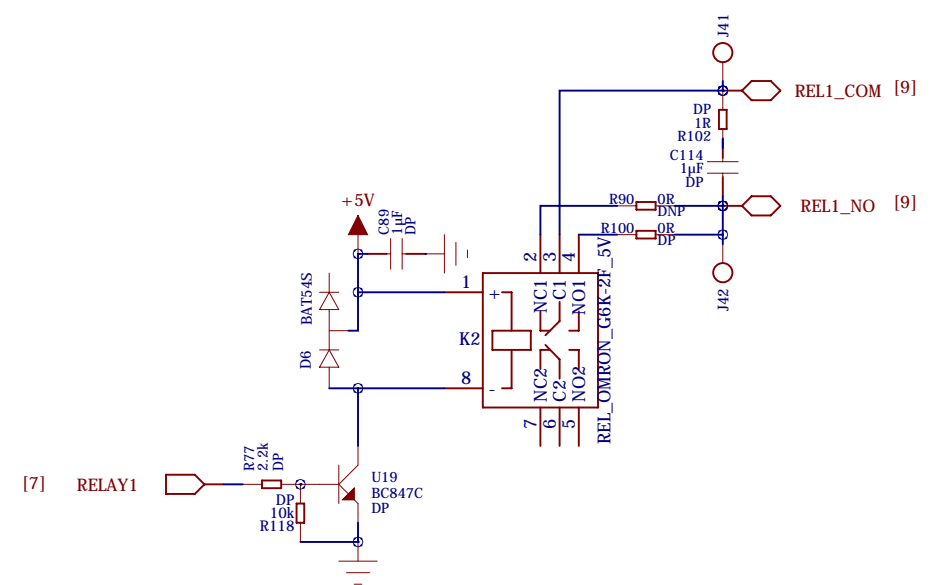 J41
REL1_COM [9]
DP
1R
R102
C114
1µF
DP
R90 0R
DNP
REL1_NO [9]
R100 0R
DP
J42
+5V
C89
1µF
DP
BAT54S
D6
2
3
4
1
+
NC1
C1
NO1
K2
8
-
NC2
C2
NO2
7
6
5
REL_OMRON_G6K-2F_5V
[7] RELAY1
R77
2.2k
DP
DP
10k
R118
U19
BC847C
DP